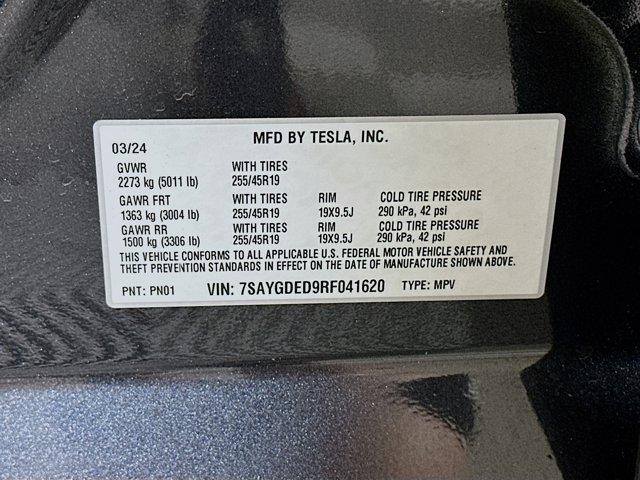 03/24 MFD BY TESLA, INC.
GVWR WITH TIRES
2273 kg (5011 lb) 255/45R19
GAWR FRT WITH TIRES RIM COLD TIRE PRESSURE
1363 kg (3004 lb) 255/45R19 19X9.5J 290 kPa, 42 psi
GAWR RR WITH TIRES RIM COLD TIRE PRESSURE
1500 kg (3306 lb) 255/45R19 19X9.5J 290 kPa, 42 psi
THIS VEHICLE CONFORMS TO ALL APPLICABLE U.S. FEDERAL MOTOR VEHICLE SAFETY AND
THEFT PREVENTION STANDARDS IN EFFECT ON THE DATE OF MANUFACTURE SHOWN ABOVE.
PNT: PN01 VIN: 7SAYGDED9RF041620 TYPE: MPV